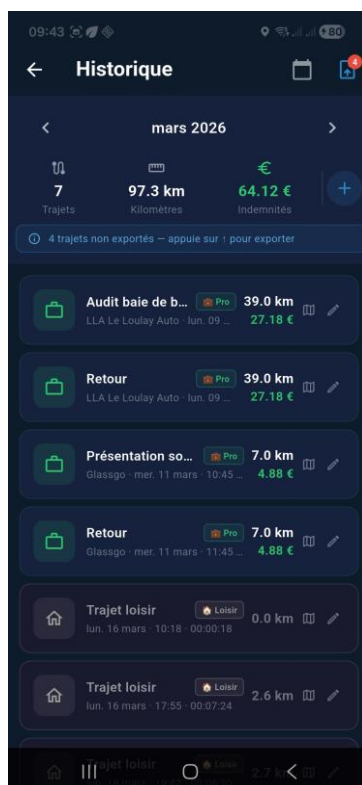 09:43
80
Historique
4
mars 2026
7
97.3 km
64.12 €
Trajets
Kilomètres
Indemnités
4 trajets non exportés — appuie sur ↑ pour exporter
Audit baie de b... Pro 39.0 km
LLA Le Loulay Auto · lun. 09 ... 27.18 €
Retour Pro 39.0 km
LLA Le Loulay Auto · lun. 09 ... 27.18 €
Présentation so... Pro 7.0 km
Glassgo · mer. 11 mars · 10:45 ... 4.88 €
Retour Pro 7.0 km
Glassgo · mer. 11 mars · 11:45 ... 4.88 €
Trajet loisir Loisir 0.0 km
lun. 16 mars · 10:18 · 00:00:18
Trajet loisir Loisir 2.6 km
lun. 16 mars · 17:55 · 00:07:24
Trajet loisir Loisir 2.7 km